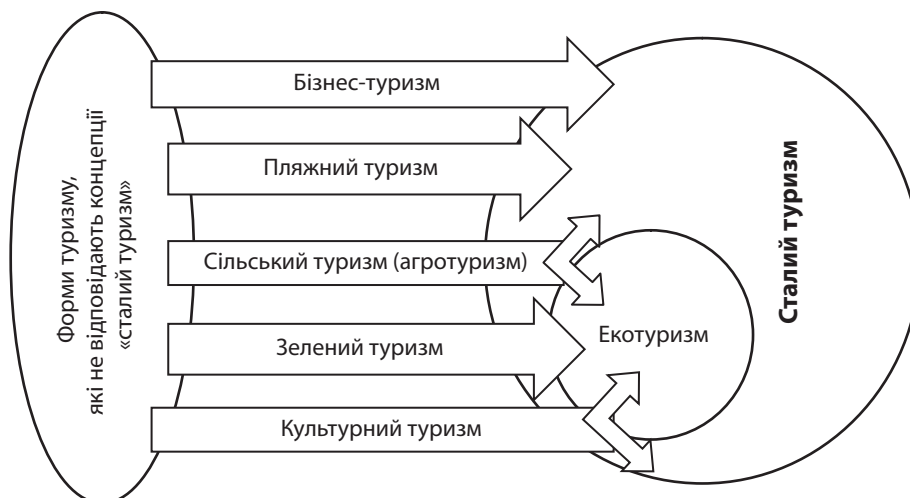 Форми туризму,
які не відповідають концепції
«сталий туризм»
Бізнес-туризм
Пляжний туризм
Сільський туризм (агротуризм)
Зелений туризм
Культурний туризм
Екотуризм
Сталий туризм